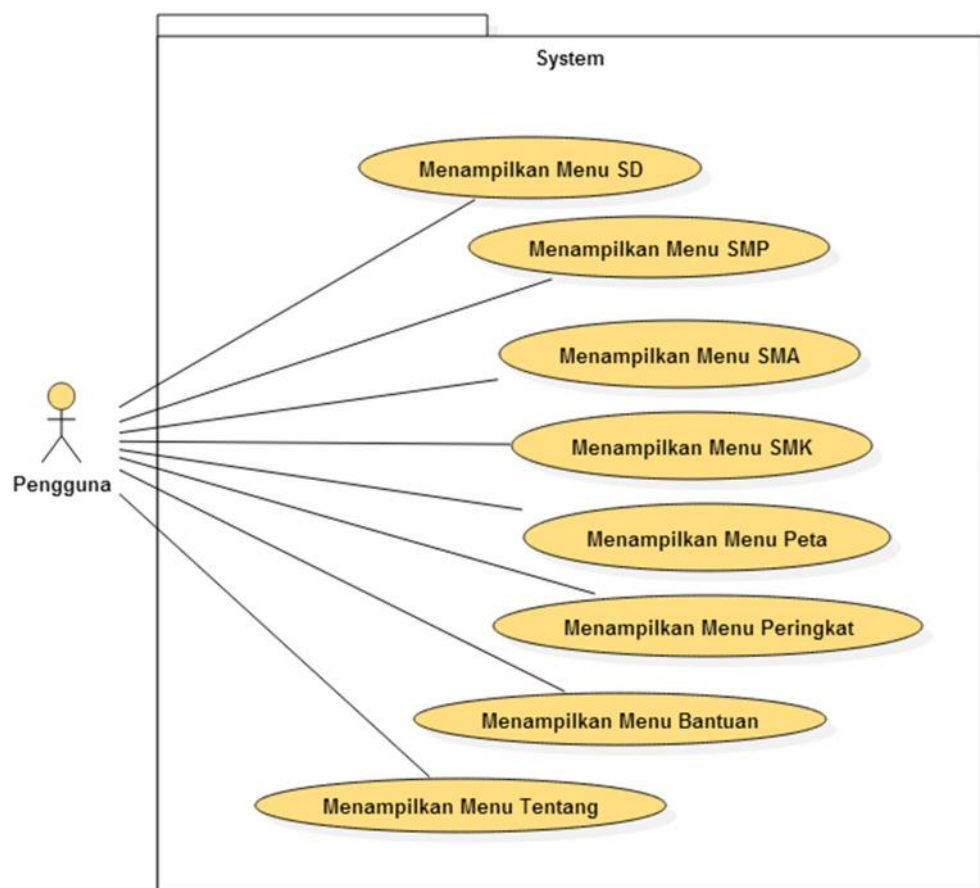 System
Menampilkan Menu SD
Menampilkan Menu SMP
Menampilkan Menu SMA
Menampilkan Menu SMK
Pengguna
Menampilkan Menu Peta
Menampilkan Menu Peringkat
Menampilkan Menu Bantuan
Menampilkan Menu Tentang